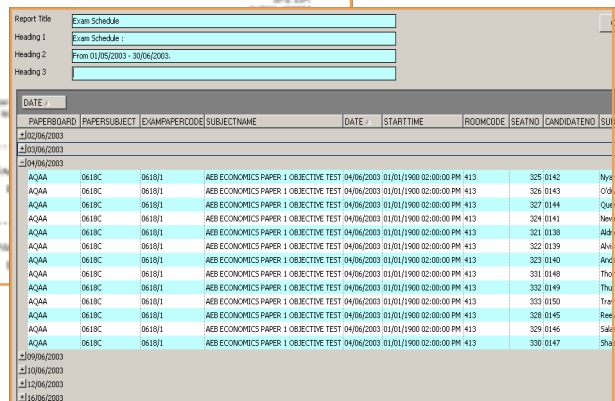 Report Title Exam Schedule
Heading 1 Exam Schedule :
Heading 2 From 01/05/2003 - 30/06/2003.
Heading 3
DATE
PAPERBOARD PAPERSUBJECT EXAMPAPERCODE SUBJECTNAME DATE STARTTIME ROOMCODE SEATNO CANDIDATENO SU
02/06/2003
03/06/2003
04/06/2003
AQAA 0618C 0618/1 AEB ECONOMICS PAPER 1 OBJECTIVE TEST 04/06/2003 01/01/1900 02:00:00 PM 413 325 0142 Nya
AQAA 0618C 0618/1 AEB ECONOMICS PAPER 1 OBJECTIVE TEST 04/06/2003 01/01/1900 02:00:00 PM 413 326 0143 O'd
AQAA 0618C 0618/1 AEB ECONOMICS PAPER 1 OBJECTIVE TEST 04/06/2003 01/01/1900 02:00:00 PM 413 327 0144 Que
AQAA 0618C 0618/1 AEB ECONOMICS PAPER 1 OBJECTIVE TEST 04/06/2003 01/01/1900 02:00:00 PM 413 324 0141 New
AQAA 0618C 0618/1 AEB ECONOMICS PAPER 1 OBJECTIVE TEST 04/06/2003 01/01/1900 02:00:00 PM 413 321 0138 Aldr
AQAA 0618C 0618/1 AEB ECONOMICS PAPER 1 OBJECTIVE TEST 04/06/2003 01/01/1900 02:00:00 PM 413 322 0139 Alvi
AQAA 0618C 0618/1 AEB ECONOMICS PAPER 1 OBJECTIVE TEST 04/06/2003 01/01/1900 02:00:00 PM 413 323 0140 And
AQAA 0618C 0618/1 AEB ECONOMICS PAPER 1 OBJECTIVE TEST 04/06/2003 01/01/1900 02:00:00 PM 413 331 0148 Tho
AQAA 0618C 0618/1 AEB ECONOMICS PAPER 1 OBJECTIVE TEST 04/06/2003 01/01/1900 02:00:00 PM 413 332 0149 Thu
AQAA 0618C 0618/1 AEB ECONOMICS PAPER 1 OBJECTIVE TEST 04/06/2003 01/01/1900 02:00:00 PM 413 333 0150 Tra
AQAA 0618C 0618/1 AEB ECONOMICS PAPER 1 OBJECTIVE TEST 04/06/2003 01/01/1900 02:00:00 PM 413 328 0145 Ree
AQAA 0618C 0618/1 AEB ECONOMICS PAPER 1 OBJECTIVE TEST 04/06/2003 01/01/1900 02:00:00 PM 413 329 0146 Sala
AQAA 0618C 0618/1 AEB ECONOMICS PAPER 1 OBJECTIVE TEST 04/06/2003 01/01/1900 02:00:00 PM 413 330 0147 Sha
09/06/2003
10/06/2003
12/06/2003
16/06/2003